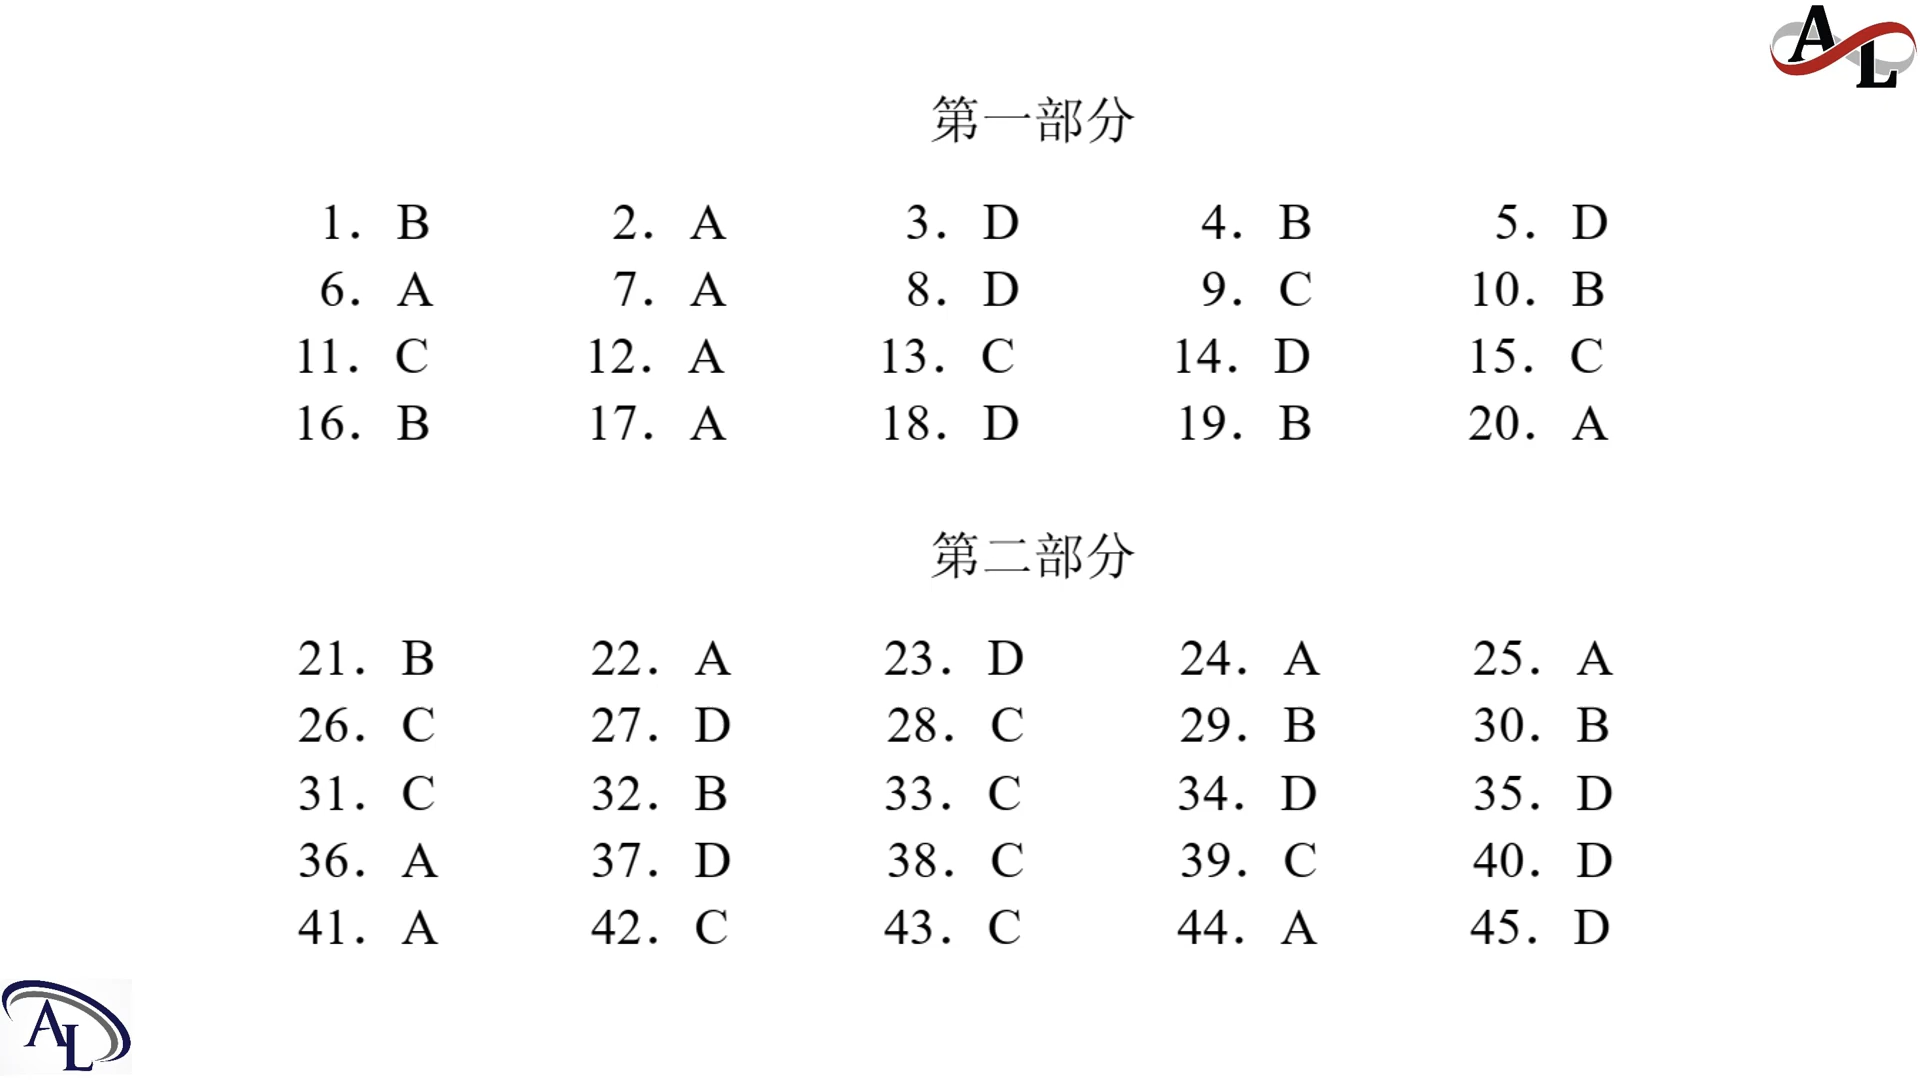 AL
第一部分
1. B 2. A 3. D 4. B 5. D
6. A 7. A 8. D 9. C 10. B
11. C 12. A 13. C 14. D 15. C
16. B 17. A 18. D 19. B 20. A
第二部分
21. B 22. A 23. D 24. A 25. A
26. C 27. D 28. C 29. B 30. B
31. C 32. B 33. C 34. D 35. D
36. A 37. D 38. C 39. C 40. D
41. A 42. C 43. C 44. A 45. D
AL